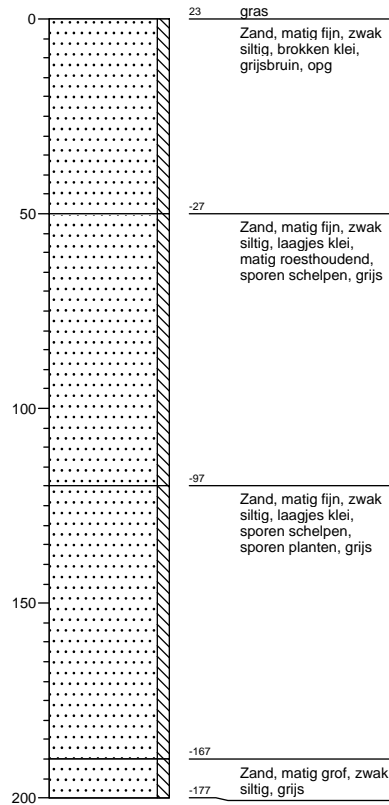 0
23
gras
Zand, matig fijn, zwak
siltig, brokken klei,
grijsbruin, opg
50
-27
Zand, matig fijn, zwak
siltig, laagjes klei,
matig roesthoudend,
sporen schelpen, grijs
100
-97
Zand, matig fijn, zwak
siltig, laagjes klei,
sporen schelpen,
sporen planten, grijs
150
-167
Zand, matig grof, zwak
siltig, grijs
200
-177